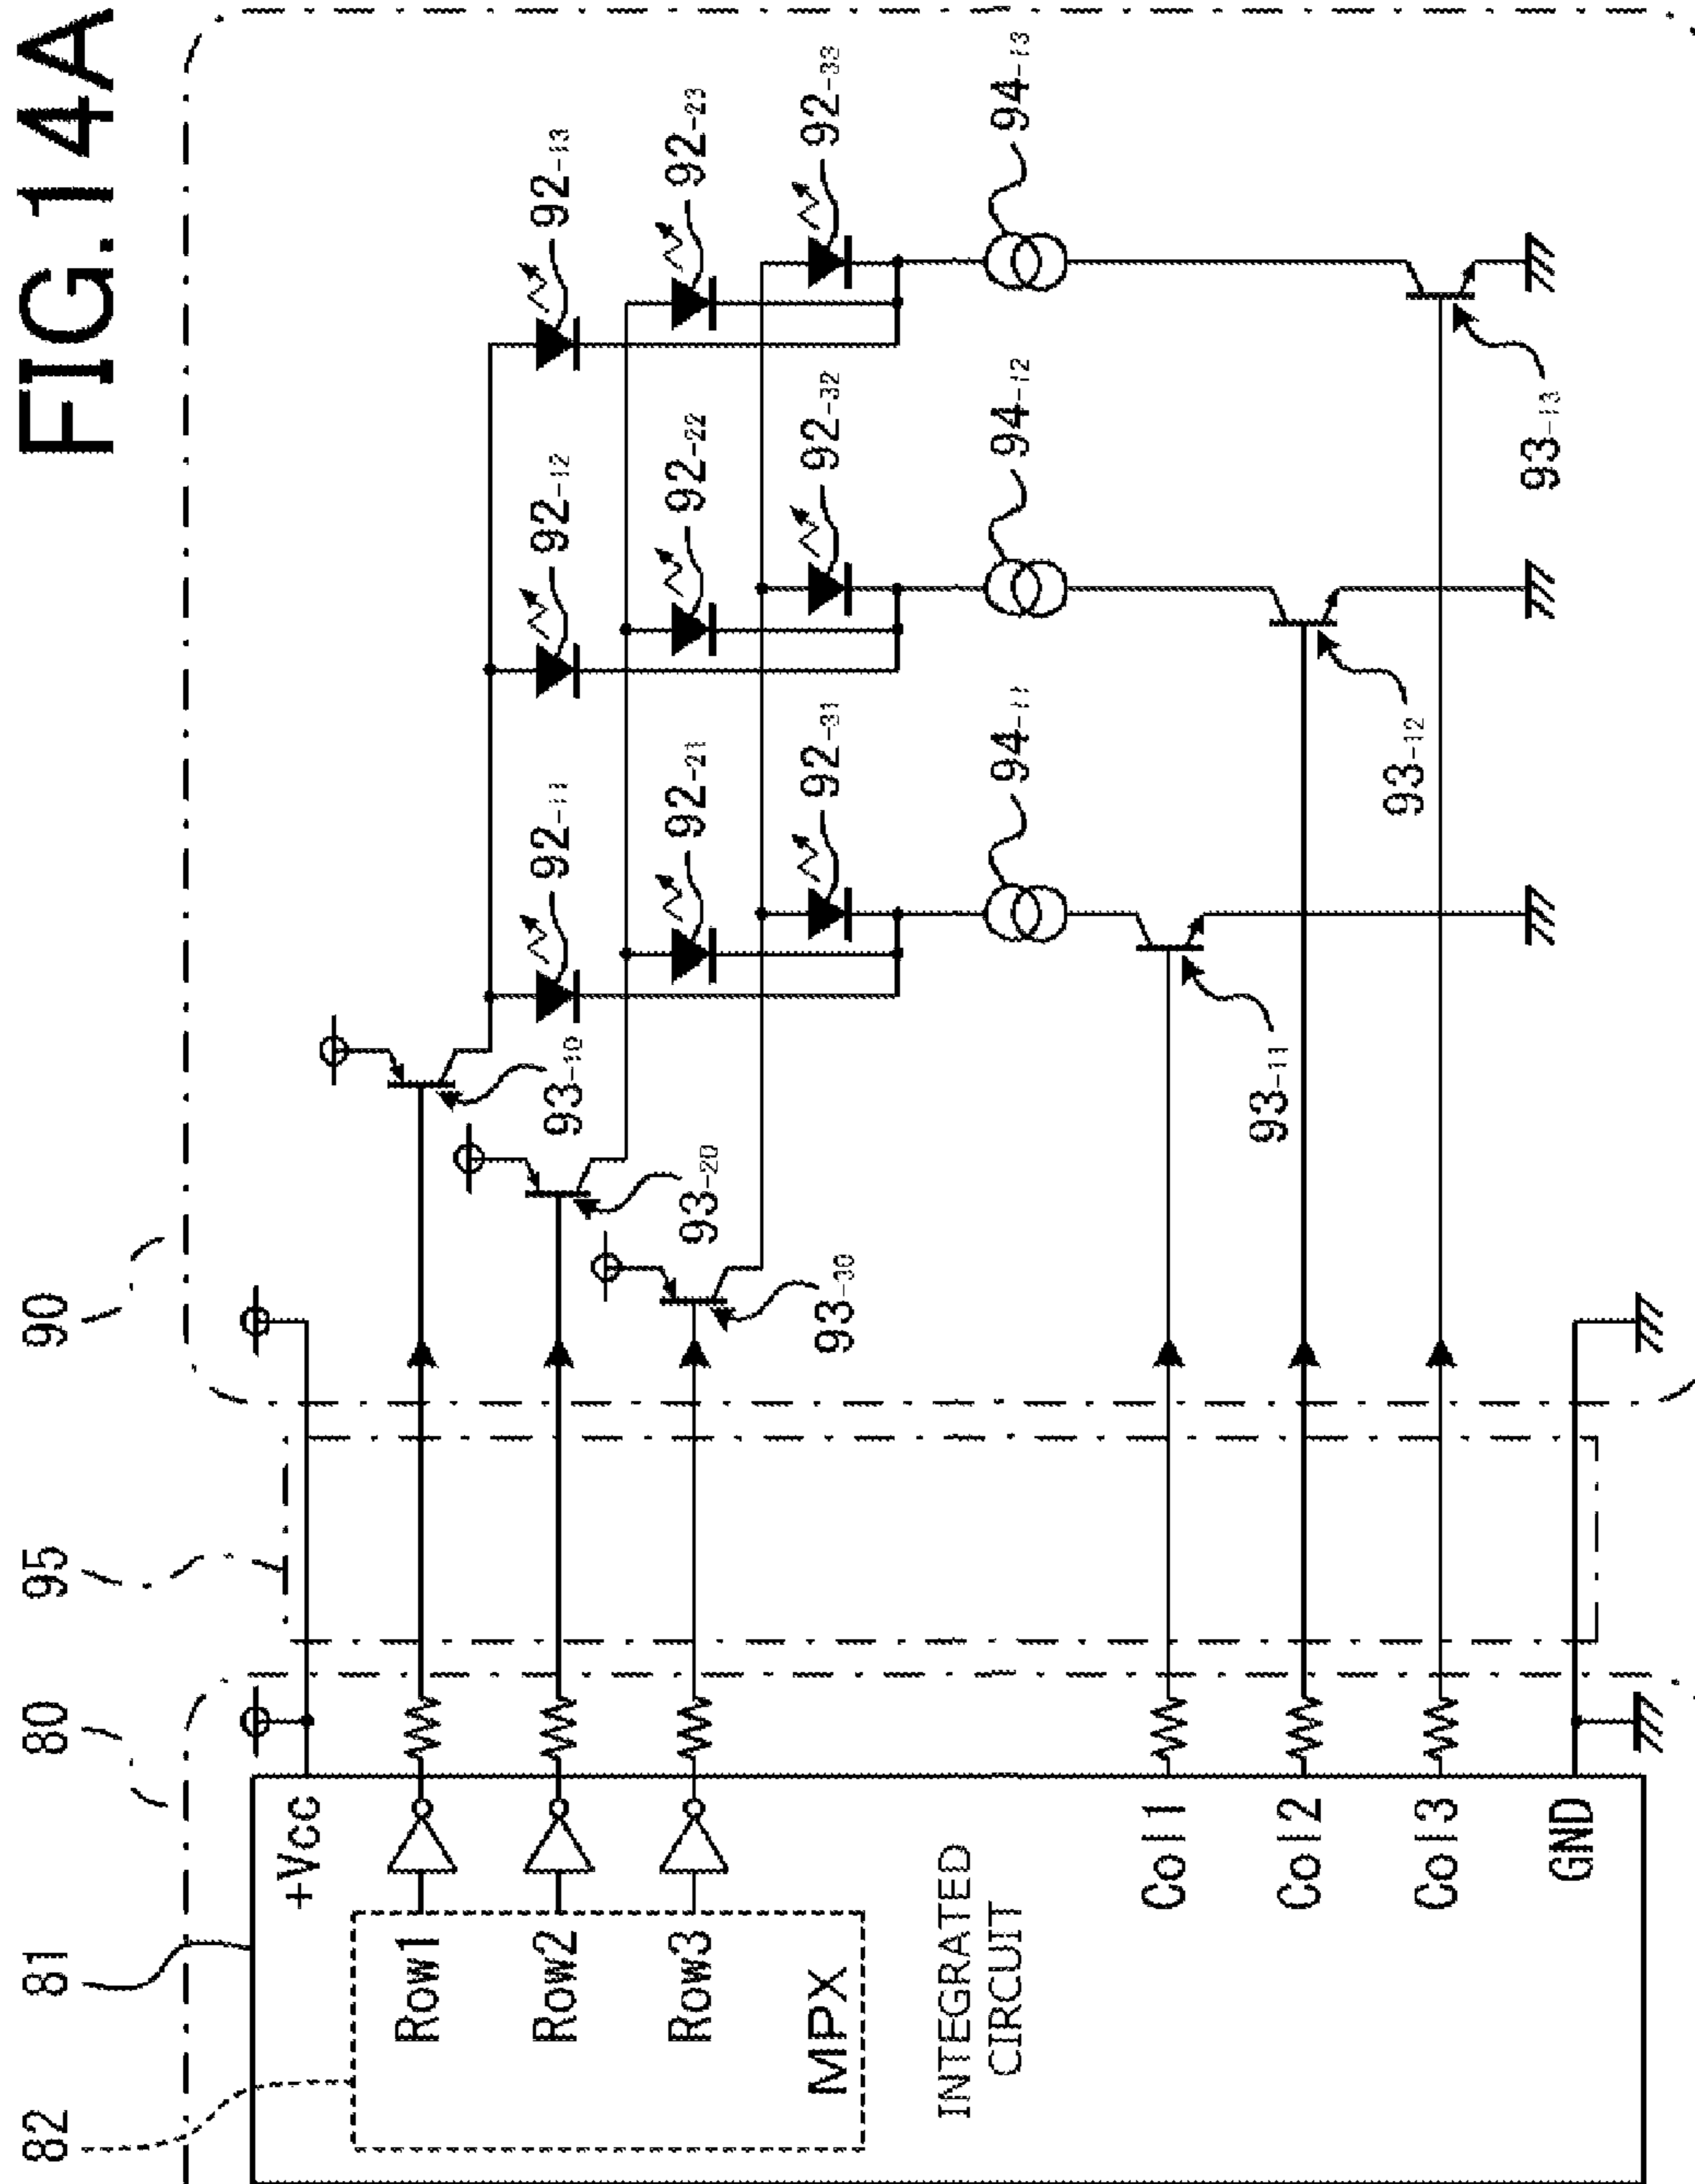 FIG.14A
82
81
80
95
90
+Vcc
Row1
Row2
Row3
MPX
INTEGRATED
CIRCUIT
Col1
Col2
Col3
GND
93-10
93-20
93-30
92-11
92-12
92-13
92-21
92-22
92-23
92-31
92-32
92-33
94-11
94-12
94-13
93-11
93-12
93-13